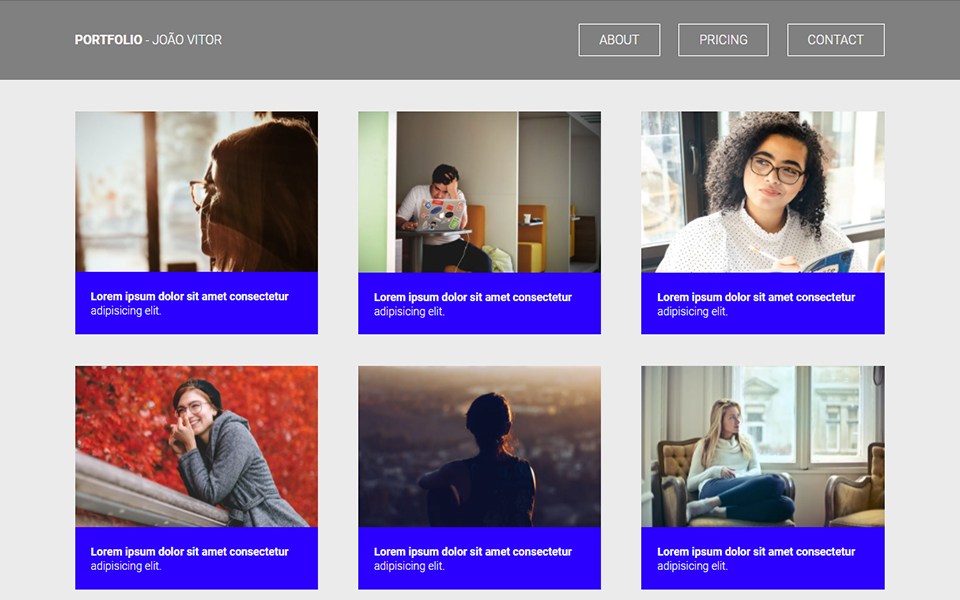 PORTFOLIO - JOÃO VITOR
ABOUT
PRICING
CONTACT
Lorem ipsum dolor sit amet consectetur
adipisicing elit.
Lorem ipsum dolor sit amet consectetur
adipisicing elit.
Lorem ipsum dolor sit amet consectetur
adipisicing elit.
Lorem ipsum dolor sit amet consectetur
adipisicing elit.
Lorem ipsum dolor sit amet consectetur
adipisicing elit.
Lorem ipsum dolor sit amet consectetur
adipisicing elit.